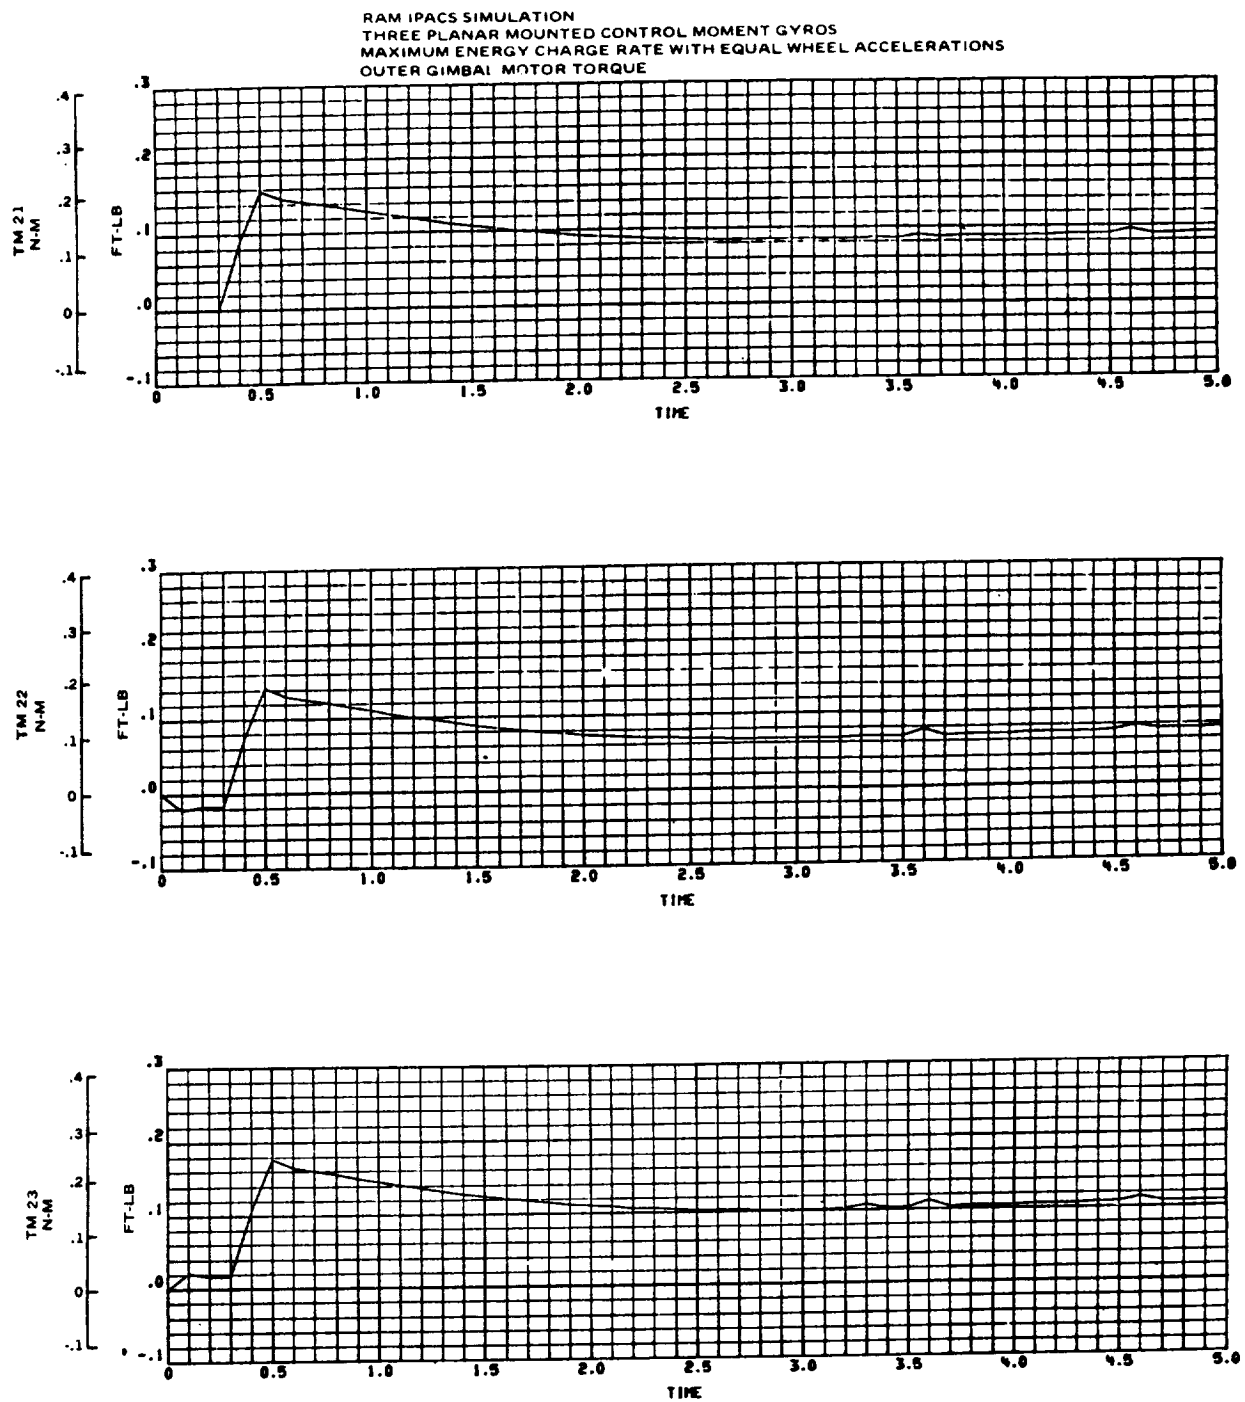 RAM IPACS SIMULATION
THREE PLANAR MOUNTED CONTROL MOMENT GYROS
MAXIMUM ENERGY CHARGE RATE WITH EQUAL WHEEL ACCELERATIONS
OUTER GIMBAL MOTOR TORQUE
TM 21
N-M
.4
.3
.2
.1
0
-.1
FT-LB
.3
.2
.1
.0
-.1
0 0.5 1.0 1.5 2.0 2.5 3.0 3.5 4.0 4.5 5.0
TIME
TM 22
N-M
.4
.3
.2
.1
0
-.1
FT-LB
.3
.2
.1
.0
-.1
0 0.5 1.0 1.5 2.0 2.5 3.0 3.5 4.0 4.5 5.0
TIME
TM 23
N-M
.4
.3
.2
.1
0
-.1
FT-LB
.3
.2
.1
.0
-.1
0 0.5 1.0 1.5 2.0 2.5 3.0 3.5 4.0 4.5 5.0
TIME